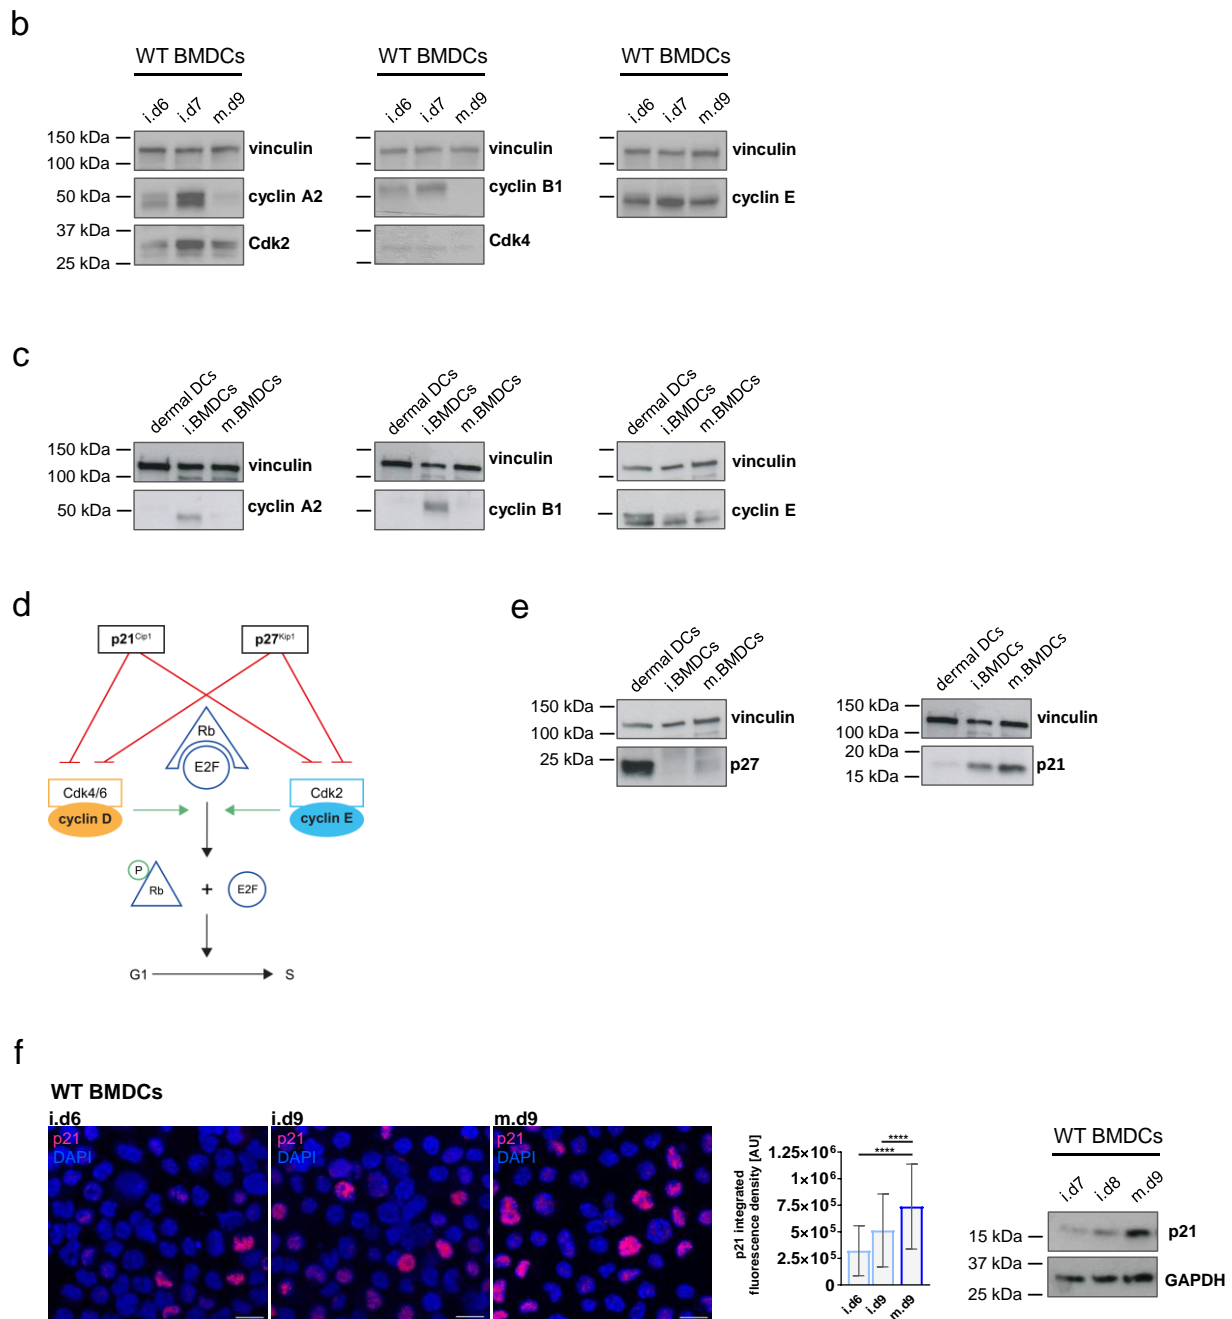 b
WT BMDCs
WT BMDCs
WT BMDCs
i.d6 i.d7 m.d9
i.d6 i.d7 m.d9
i.d6 i.d7 m.d9
150 kDa
100 kDa
vinculin
vinculin
vinculin
50 kDa
cyclin A2
cyclin B1
cyclin E
37 kDa
25 kDa
Cdk2
Cdk4
c
dermal DCs i.BMDCs m.BMDCs
dermal DCs i.BMDCs m.BMDCs
dermal DCs i.BMDCs m.BMDCs
150 kDa
100 kDa
vinculin
vinculin
vinculin
50 kDa
cyclin A2
cyclin B1
cyclin E
d
p21Cip1
p27Kip1
Rb
E2F
Cdk4/6
cyclin D
Cdk2
cyclin E
P
Rb
+
E2F
G1
S
e
dermal DCs i.BMDCs m.BMDCs
dermal DCs i.BMDCs m.BMDCs
150 kDa
100 kDa
vinculin
25 kDa
p27
150 kDa
100 kDa
vinculin
20 kDa
15 kDa
p21
f
WT BMDCs
i.d6
p21
DAPI
i.d9
p21
DAPI
m.d9
p21
DAPI
p21 integrated
fluorescence density [AU]
1.25×10⁶
1×10⁶
7.5×10⁵
5×10⁵
2.5×10⁵
0
****
****
i.d6
i.d9
m.d9
WT BMDCs
i.d7 i.d8 m.d9
15 kDa
p21
37 kDa
25 kDa
GAPDH